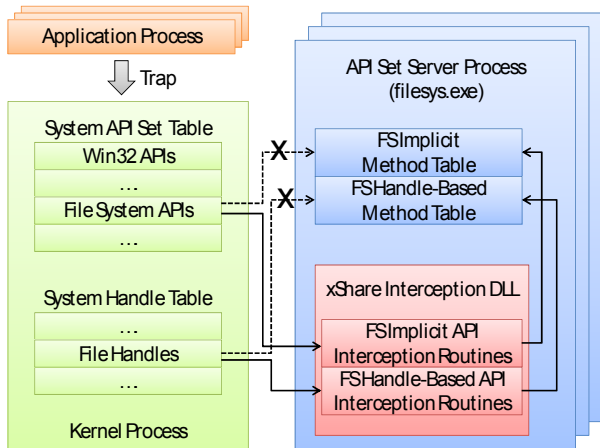 Application Process
Trap
System API Set Table
Win32 APIs
...
File System APIs
...
System Handle Table
...
File Handles
...
Kernel Process
API Set Server Process
(filesys.exe)
FSImplicit
Method Table
FSHandle-Based
Method Table
xShare Interception DLL
FSImplicit API
Interception Routines
FSHandle-Based API
Interception Routines
X
X